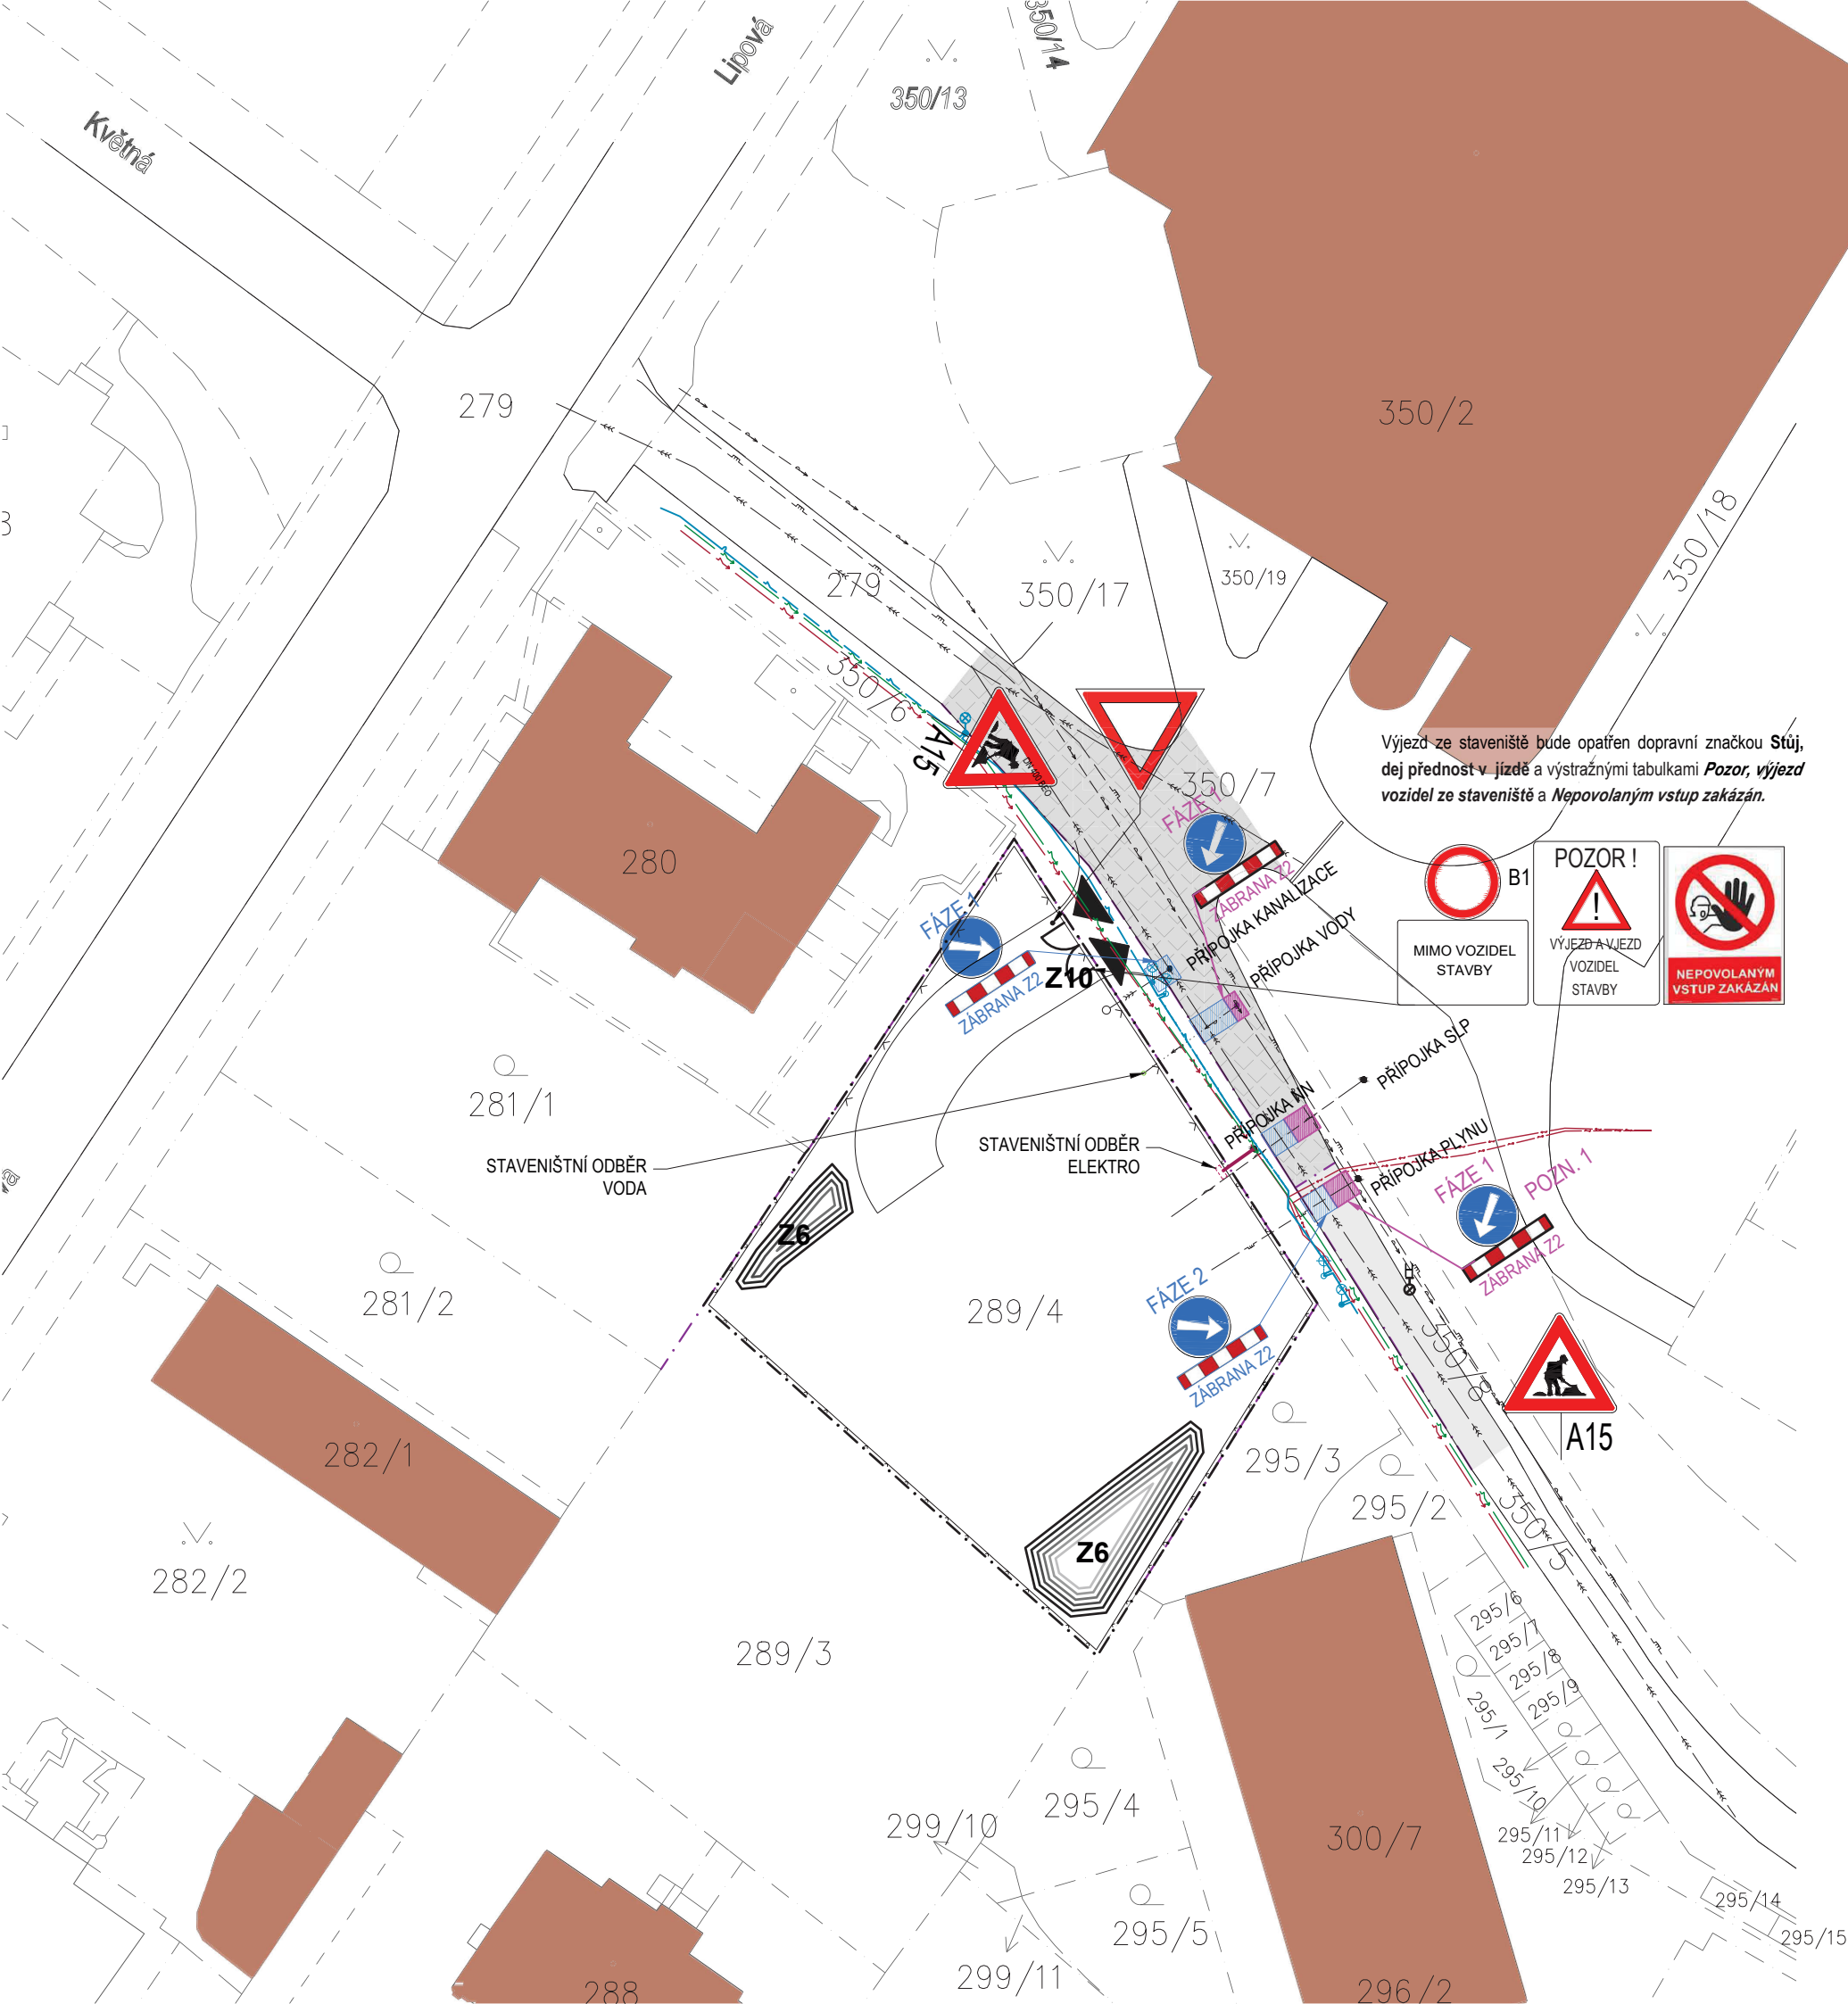 Lipová
350/14
350/13
Květná
279
350/2
350/18
279
350/17
350/19
350/6
A15
350/7
Výjezd ze staveniště bude opatřen dopravní značkou Stůj,
dej přednost v jízdě a výstražnými tabulkami Pozor, výjezd
vozidel ze staveniště a Nepovolaným vstup zakázán.
280
FÁZE 1
ZÁBRANA Z2
PŘÍPOJKA KANALIZACE
B1
MIMO VOZIDEL
STAVBY
POZOR !
!
VÝJEZD A VJEZD
VOZIDEL
STAVBY
NEPOVOLANÝM
VSTUP ZAKÁZÁN
FÁZE 1
ZÁBRANA Z2
Z10
PŘÍPOJKA VODY
PŘÍPOJKA SLP
281/1
PŘÍPOJKA NN
STAVENIŠTNÍ ODBĚR
ELEKTRO
STAVENIŠTNÍ ODBĚR
VODA
PŘÍPOJKA PLYNU
FÁZE 1
POZN. 1
ZÁBRANA Z2
Z6
281/2
289/4
FÁZE 2
ZÁBRANA Z2
350/8
A15
282/1
295/3
295/2
350/5
Z6
282/2
289/3
295/6
295/7
295/8
295/9
295/1
295/10
295/4
299/10
300/7
295/11
295/12
295/13
295/14
295/15
295/5
299/11
288
296/2